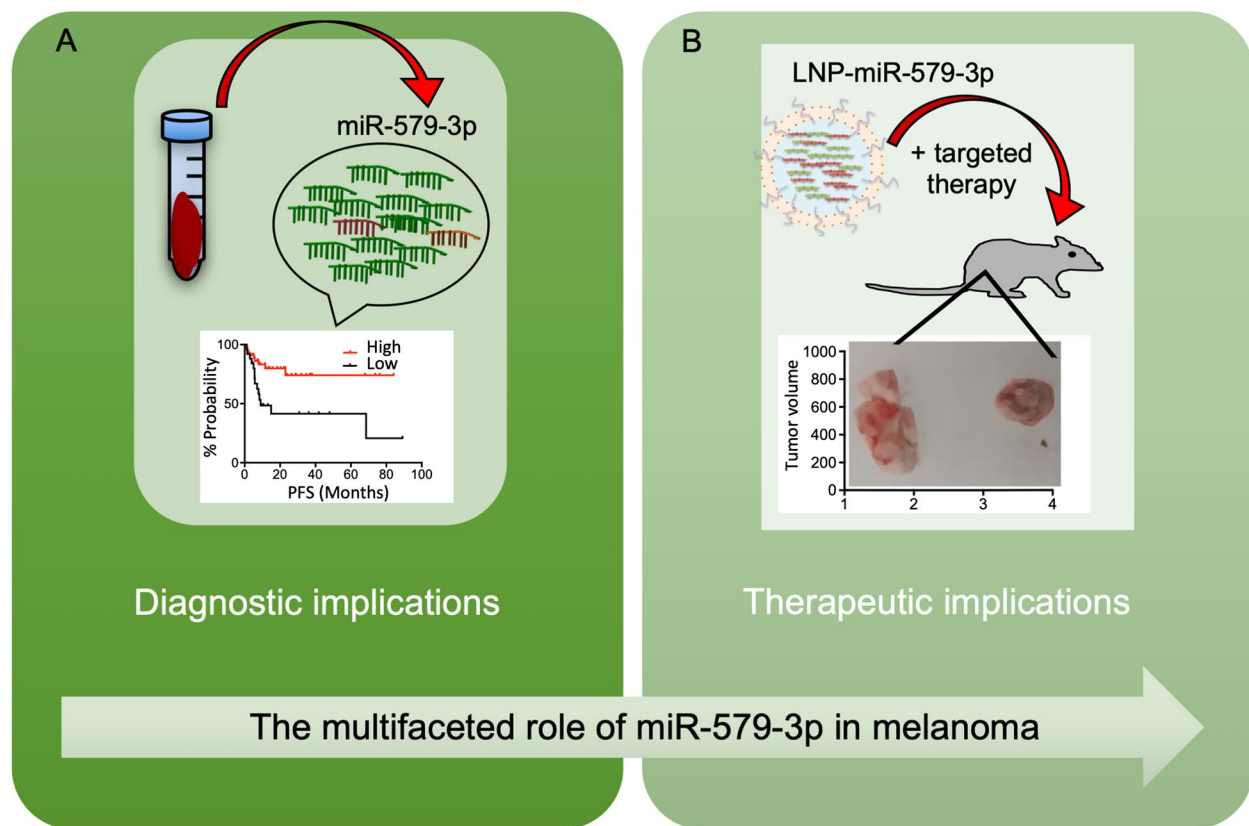 A
miR-579-3p
High
Low
% Probability
100
50
0
0 20 40 60 80 100
PFS (Months)
Diagnostic implications
B
LNP-miR-579-3p
+ targeted
therapy
Tumor volume
1000
800
600
400
200
0
1 2 3 4
Therapeutic implications
The multifaceted role of miR-579-3p in melanoma